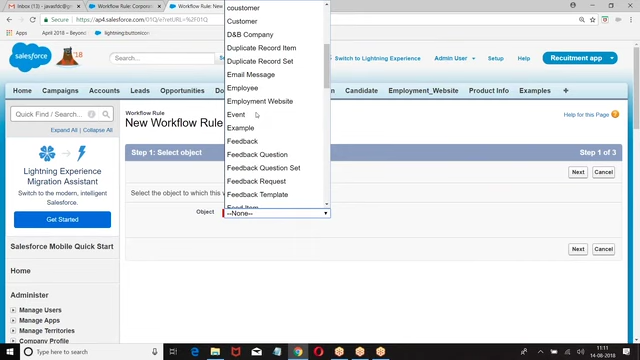 Inbox (13) - javasfdc@
Workflow Rule: Corporat
Workflow Rule: New Wo
https://ap4.salesforce.com/01Q/e?retURL=%2F01Q
Apps
April 2018 – Beyon
lightning:buttonIcon
salesforce
'18
Search...
Switch to Lightning Experience
Admin User
Setup
Help
Recuitment app
Home
Campaigns
Accounts
Leads
Opportunities
Candidate
Employment_Website
Product Info
Examples
+
Quick Find / Search...
Expand All | Collapse All
Lightning Experience
Migration Assistant
Switch to the modern, intelligent
Salesforce.
Get Started
Salesforce Mobile Quick Start
Home
Administer
Manage Users
Manage Apps
Manage Territories
Company Profile
Workflow Rule
New Workflow Rule
Help for this Page
Step 1: Select object
Step 1 of 3
Next
Cancel
Select the object to which this
Object
--None--
Next
Cancel
coustomer
Customer
D&B Company
Duplicate Record Item
Duplicate Record Set
Email Message
Employee
Employment Website
Event
Example
Feedback
Feedback Question
Feedback Question Set
Feedback Request
Feedback Template
Feed Item
Type here to search
11:11
14-08-2018